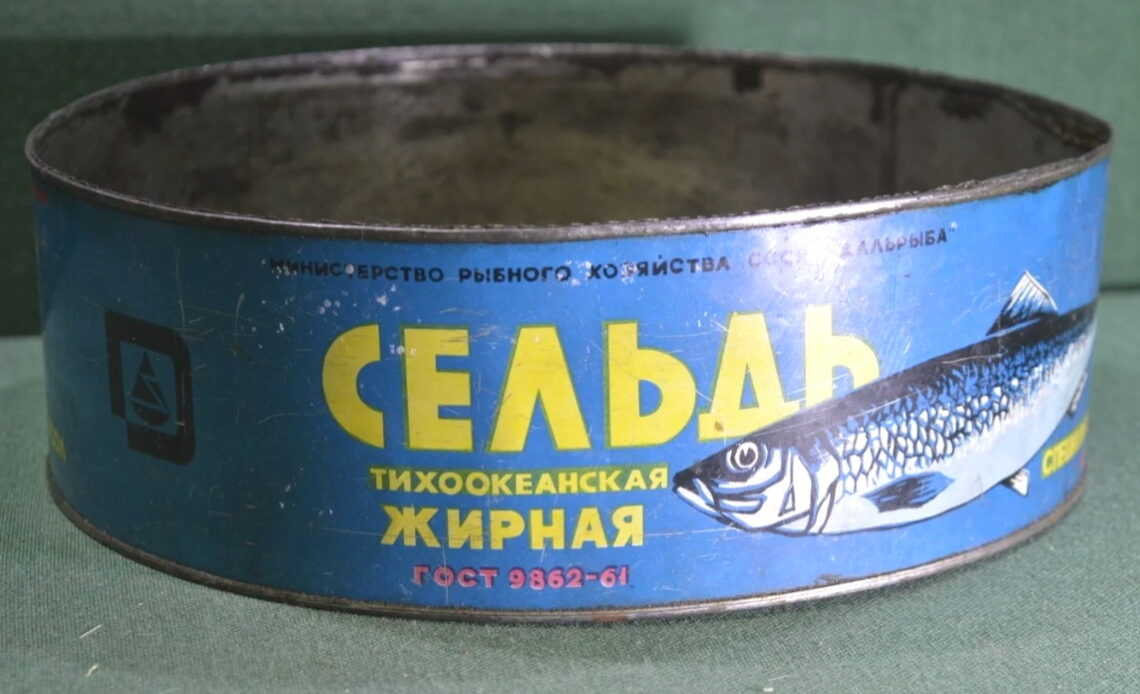 МИНИСТЕРСТВО РЫБНОГО ХОЗЯЙСТВА СССР "ДАЛЬРЫБА"
СЕЛЬДЬ
ТИХООКЕАНСКАЯ
ЖИРНАЯ
ГОСТ 9862-61